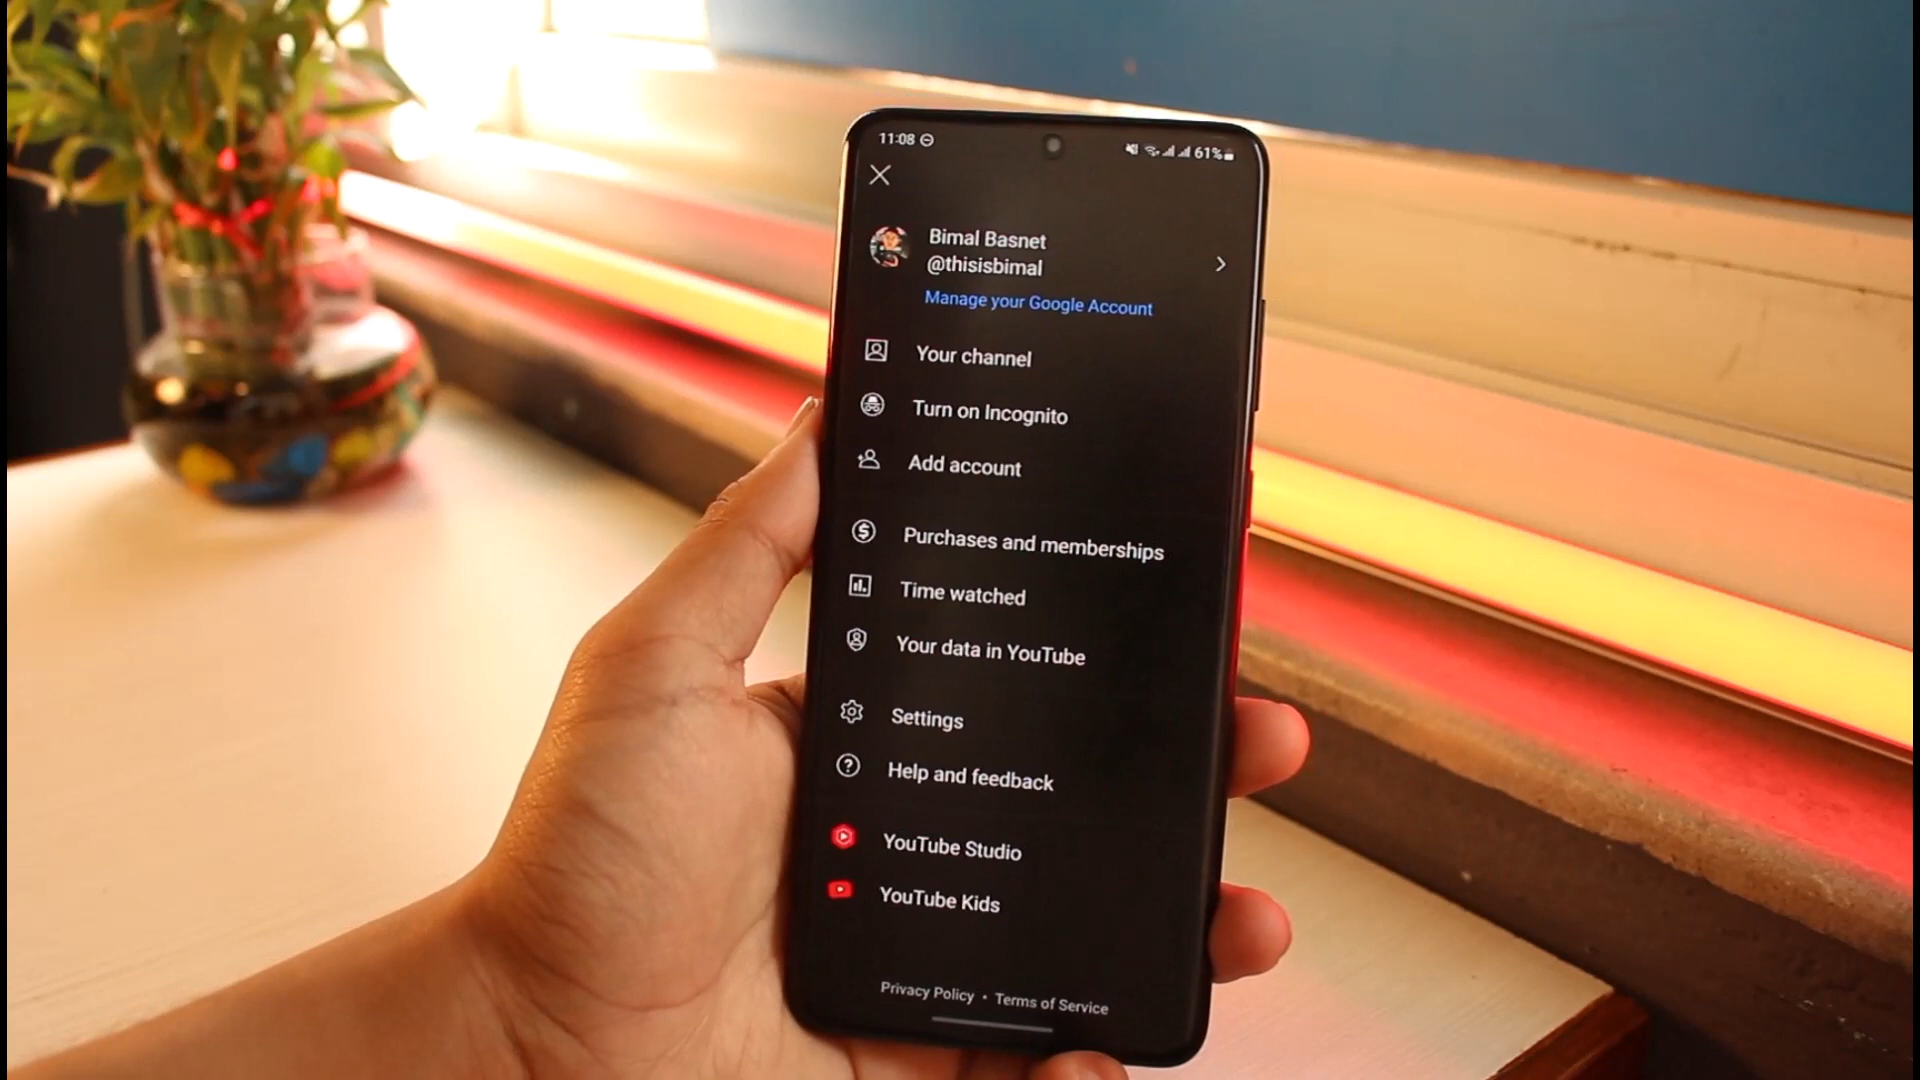 11:08
61%
Bimal Basnet
@thisisbimal
Manage your Google Account
Your channel
Turn on Incognito
Add account
Purchases and memberships
Time watched
Your data in YouTube
Settings
Help and feedback
YouTube Studio
YouTube Kids
Privacy Policy • Terms of Service